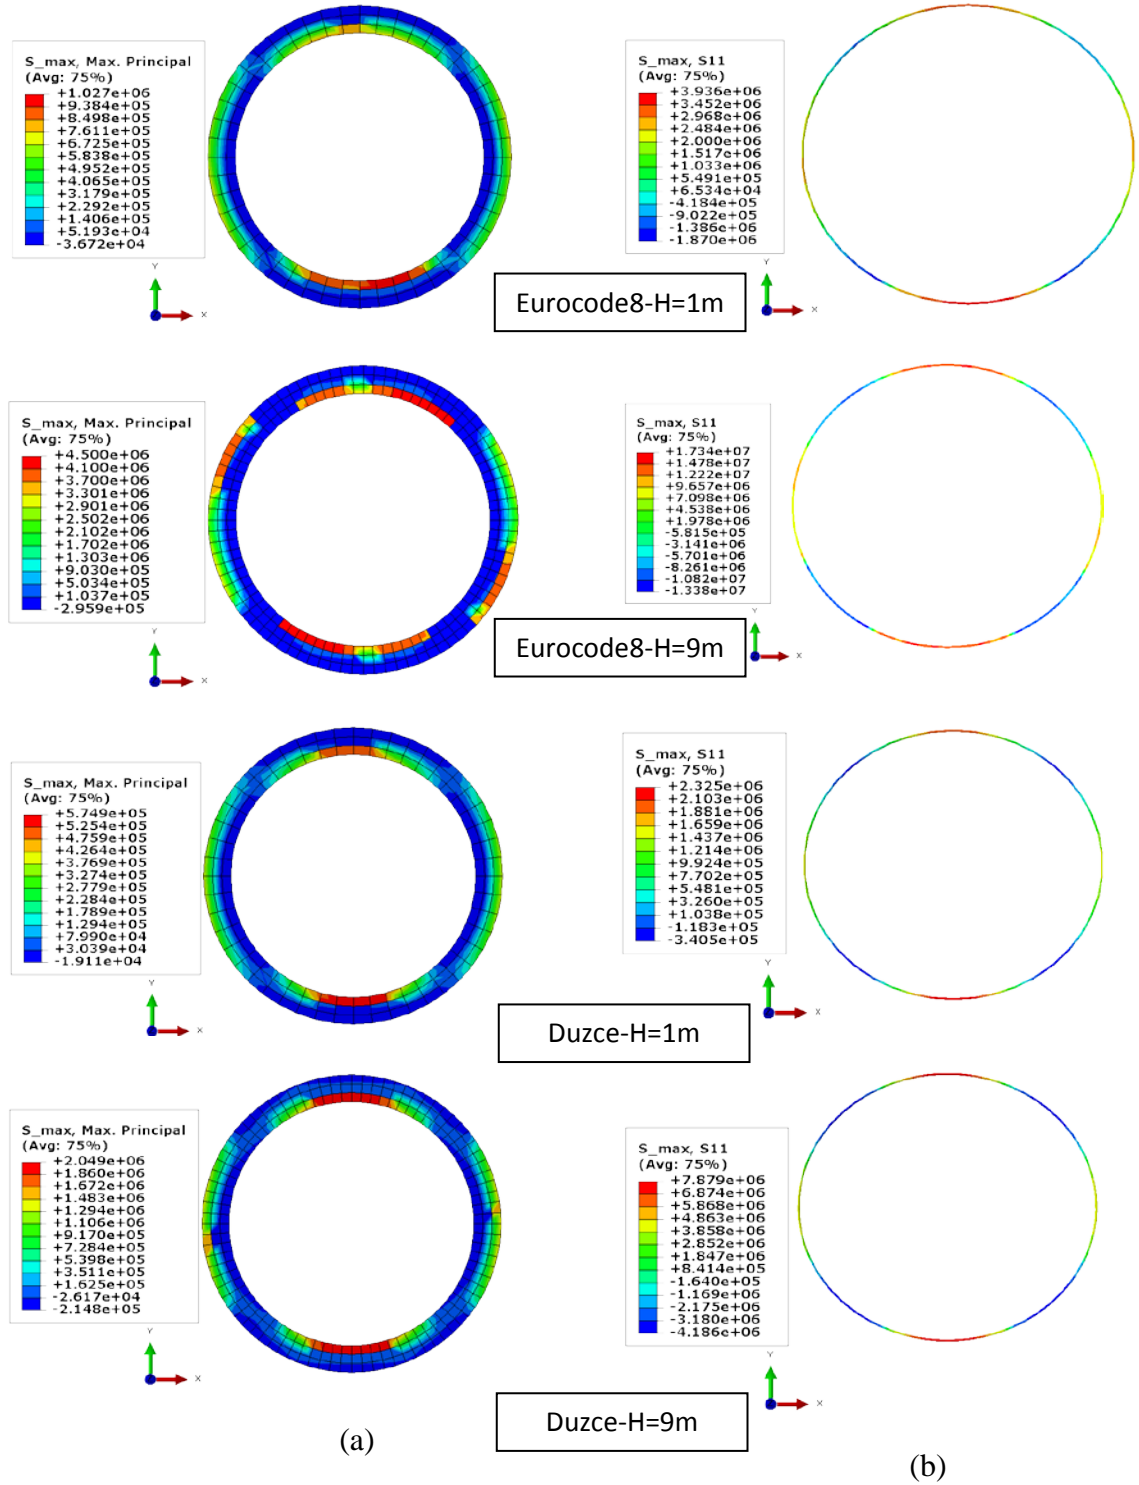 S_max, Max. Principal
(Avg: 75%)
+1.027e+06
+9.384e+05
+8.498e+05
+7.611e+05
+6.725e+05
+5.838e+05
+4.952e+05
+4.065e+05
+3.179e+05
+2.292e+05
+1.406e+05
+5.193e+04
-3.672e+04
Y
X
S_max, S11
(Avg: 75%)
+3.936e+06
+3.452e+06
+2.968e+06
+2.484e+06
+2.000e+06
+1.517e+06
+1.033e+06
+5.491e+05
+6.534e+04
-4.184e+05
-9.022e+05
-1.386e+06
-1.870e+06
Y
X
Eurocode8-H=1m
S_max, Max. Principal
(Avg: 75%)
+4.500e+06
+4.100e+06
+3.700e+06
+3.301e+06
+2.901e+06
+2.502e+06
+2.102e+06
+1.702e+06
+1.303e+06
+9.030e+05
+5.034e+05
+1.037e+05
-2.959e+05
Y
X
S_max, S11
(Avg: 75%)
+1.734e+07
+1.478e+07
+1.222e+07
+9.657e+06
+7.098e+06
+4.538e+06
+1.978e+06
-5.815e+05
-3.141e+06
-5.701e+06
-8.261e+06
-1.082e+07
-1.338e+07
Y
X
Eurocode8-H=9m
S_max, Max. Principal
(Avg: 75%)
+5.749e+05
+5.254e+05
+4.759e+05
+4.264e+05
+3.769e+05
+3.274e+05
+2.779e+05
+2.284e+05
+1.789e+05
+1.294e+05
+7.990e+04
+3.039e+04
-1.911e+04
Y
X
S_max, S11
(Avg: 75%)
+2.325e+06
+2.103e+06
+1.881e+06
+1.659e+06
+1.437e+06
+1.214e+06
+9.924e+05
+7.702e+05
+5.481e+05
+3.260e+05
+1.038e+05
-1.183e+05
-3.405e+05
Y
X
Duzce-H=1m
S_max, Max. Principal
(Avg: 75%)
+2.049e+06
+1.860e+06
+1.672e+06
+1.483e+06
+1.294e+06
+1.106e+06
+9.170e+05
+7.284e+05
+5.398e+05
+3.511e+05
+1.625e+05
-2.617e+04
-2.148e+05
Y
X
S_max, S11
(Avg: 75%)
+7.879e+06
+6.874e+06
+5.868e+06
+4.863e+06
+3.858e+06
+2.852e+06
+1.847e+06
+8.414e+05
-1.640e+05
-1.169e+06
-2.175e+06
-3.180e+06
-4.186e+06
Y
X
Duzce-H=9m
(a)
(b)